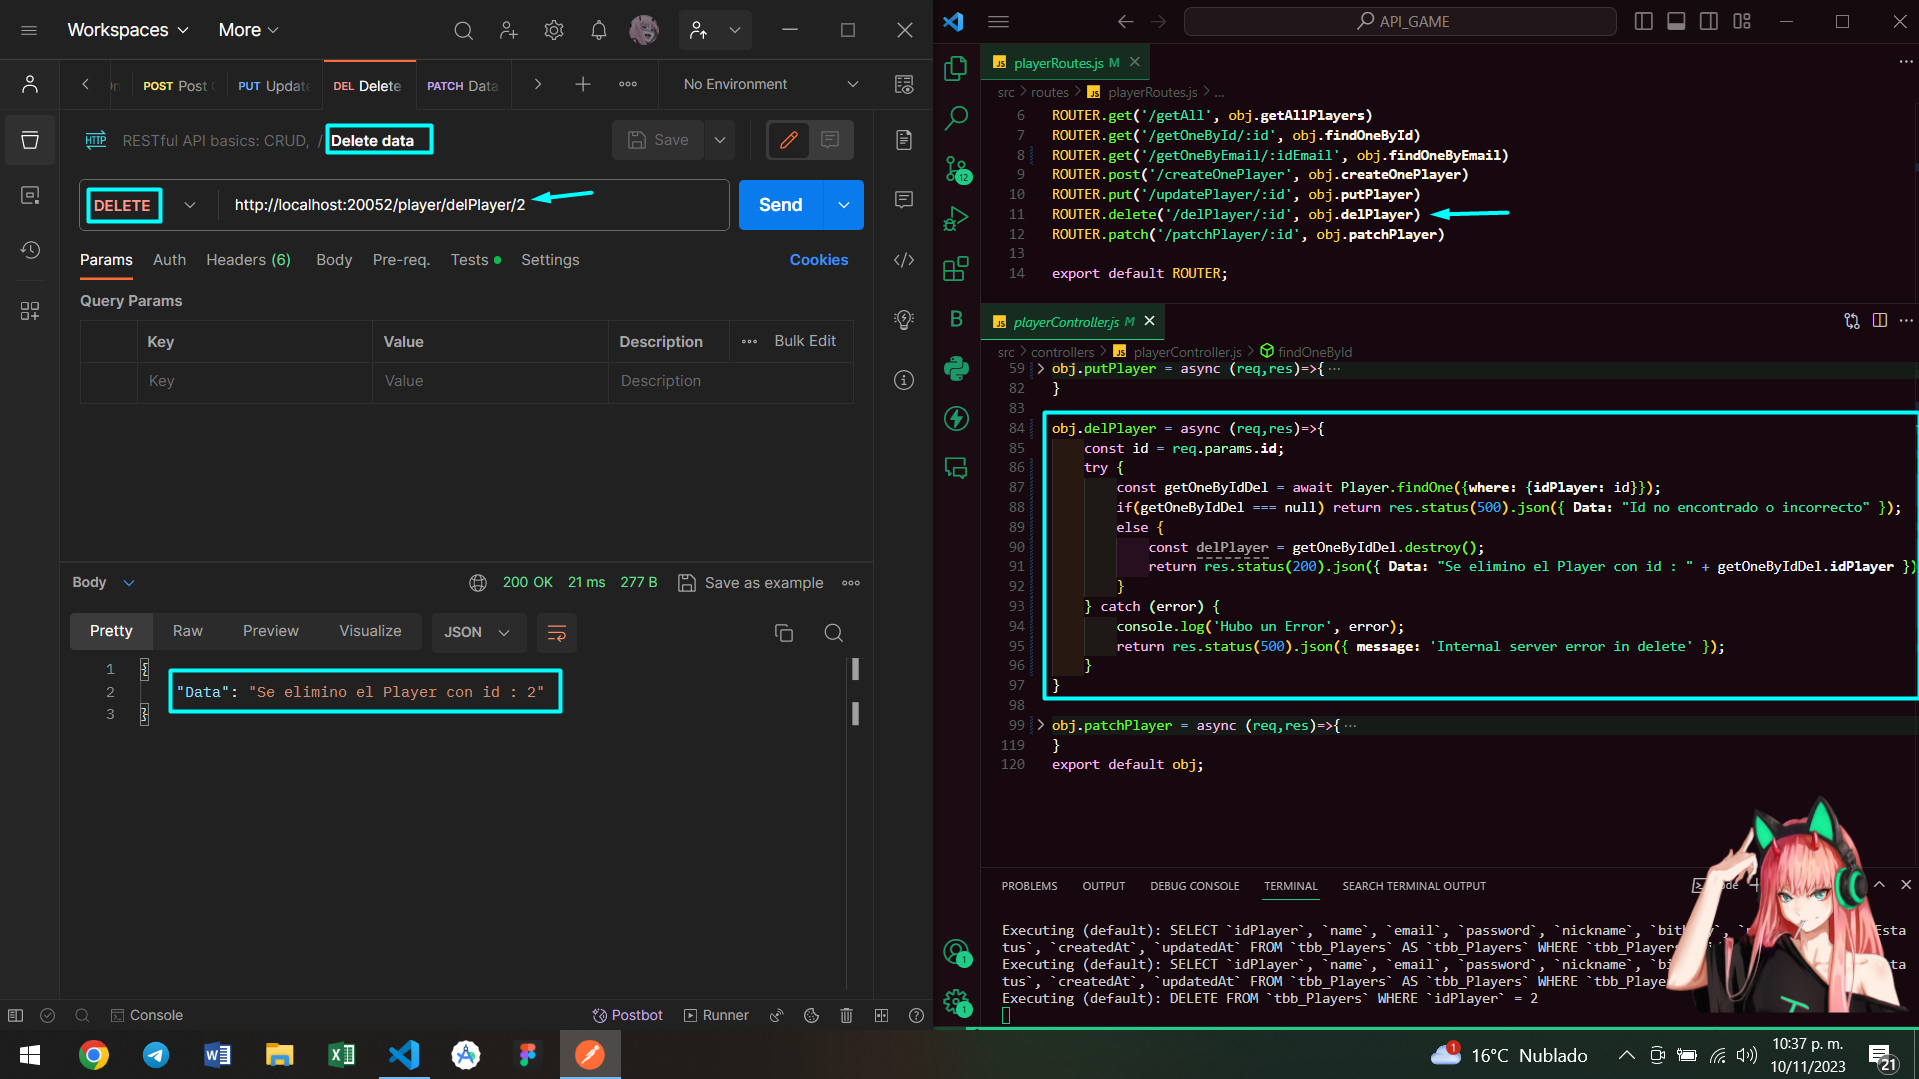 Workspaces
More
POST Post
PUT Update
DEL Delete
PATCH Data
No Environment
HTTP
RESTful API basics: CRUD, / Delete data
Save
DELETE
http://localhost:20052/player/delPlayer/2
Send
Params
Auth
Headers (6)
Body
Pre-req.
Tests
Settings
Cookies
Query Params
Key
Value
Description
Bulk Edit
Key
Value
Description
Body
200 OK
21 ms
277 B
Save as example
Pretty
Raw
Preview
Visualize
JSON
1 {
2 "Data": "Se elimino el Player con id : 2"
3 }
Console
Postbot
Runner
API_GAME
JS playerRoutes.js M
src > routes > JS playerRoutes.js > ...
6 ROUTER.get('/getAll', obj.getAllPlayers)
7 ROUTER.get('/getOneById/:id', obj.findOneById)
8 ROUTER.get('/getOneByEmail/:idEmail', obj.findOneByEmail)
9 ROUTER.post('/createOnePlayer', obj.createOnePlayer)
10 ROUTER.put('/updatePlayer/:id', obj.putPlayer)
11 ROUTER.delete('/delPlayer/:id', obj.delPlayer)
12 ROUTER.patch('/patchPlayer/:id', obj.patchPlayer)
13
14 export default ROUTER;
12
B
JS playerController.js M
src > controllers > JS playerController.js > findOneById
59 obj.putPlayer = async (req,res)=>{ ...
82 }
83
84 obj.delPlayer = async (req,res)=>{
85 const id = req.params.id;
86 try {
87 const getOneByIdDel = await Player.findOne({where: {idPlayer: id}});
88 if(getOneByIdDel === null) return res.status(500).json({ Data: "Id no encontrado o incorrecto" });
89 else {
90 const delPlayer = getOneByIdDel.destroy();
91 return res.status(200).json({ Data: "Se elimino el Player con id : " + getOneByIdDel.idPlayer })
92 }
93 } catch (error) {
94 console.log('Hubo un Error', error);
95 return res.status(500).json({ message: 'Internal server error in delete' });
96 }
97 }
98
99 obj.patchPlayer = async (req,res)=>{ ...
119 }
120 export default obj;
PROBLEMS
OUTPUT
DEBUG CONSOLE
TERMINAL
SEARCH TERMINAL OUTPUT
Executing (default): SELECT `idPlayer`, `name`, `email`, `password`, `nickname`,
tus`, `createdAt`, `updatedAt` FROM `tbb_Players` AS `tbb_Players` WHERE
Executing (default): SELECT `idPlayer`, `name`, `email`, `password`, `nickname`,
tus`, `createdAt`, `updatedAt` FROM `tbb_Players` AS `tbb_Players` WHERE
Executing (default): DELETE FROM `tbb_Players` WHERE `idPlayer` = 2
1
1
1
16°C Nublado
10:37 p. m.
10/11/2023
21